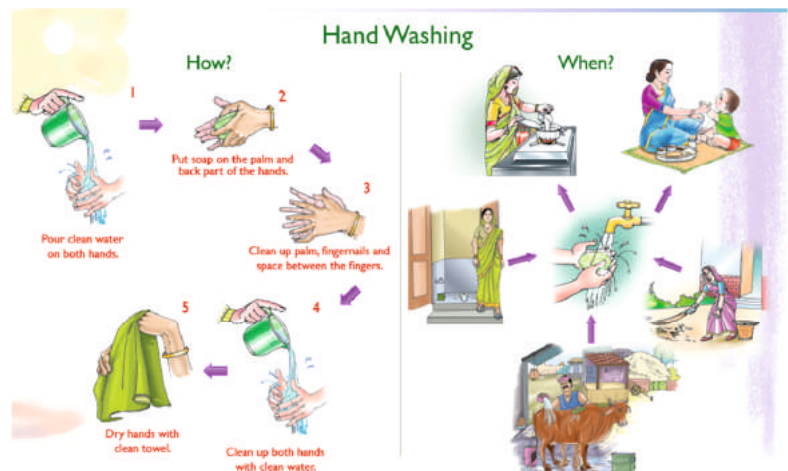 Hand Washing
How?
When?
1
Pour clean water
on both hands.
2
Put soap on the palm and
back part of the hands.
3
Clean up palm, fingernails and
space between the fingers.
4
Clean up both hands
with clean water.
5
Dry hands with
clean towel.